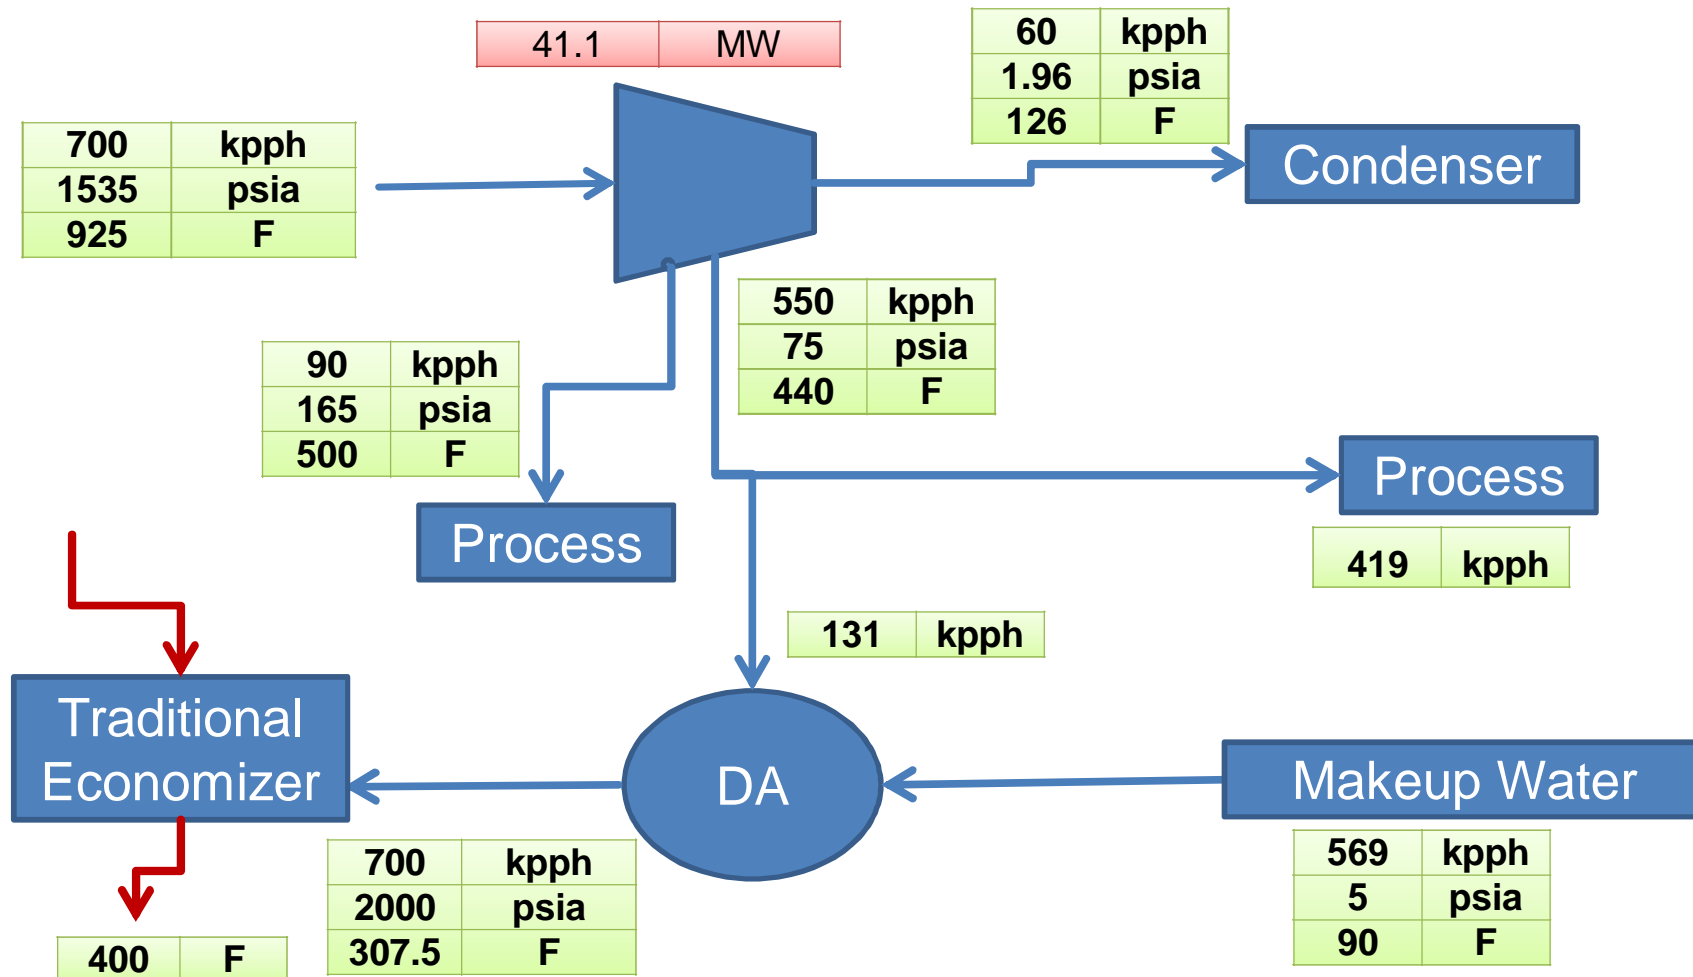 41.1 MW
60 kpph
1.96 psia
126 F
700 kpph
1535 psia
925 F
Condenser
550 kpph
75 psia
440 F
90 kpph
165 psia
500 F
Process
Process
419 kpph
131 kpph
Traditional
Economizer
DA
Makeup Water
700 kpph
2000 psia
307.5 F
569 kpph
5 psia
90 F
400 F